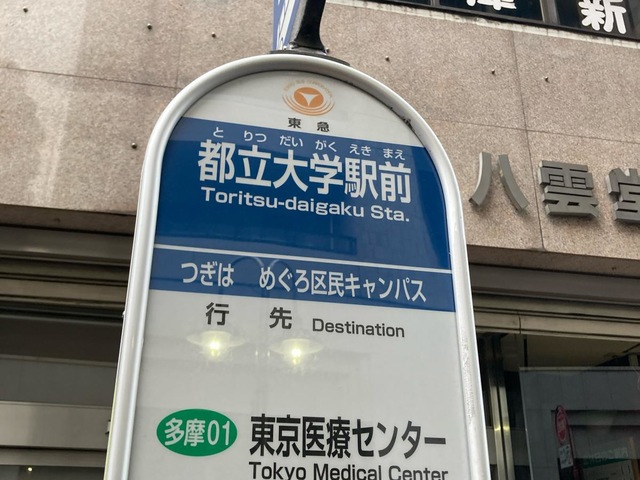 新
東急
とりつだいがくえきまえ
都立大学駅前
Toritsu-daigaku Sta.
つぎは めぐろ区民キャンパス
行先 Destination
多摩01 東京医療センター
Tokyo Medical Center
八雲堂